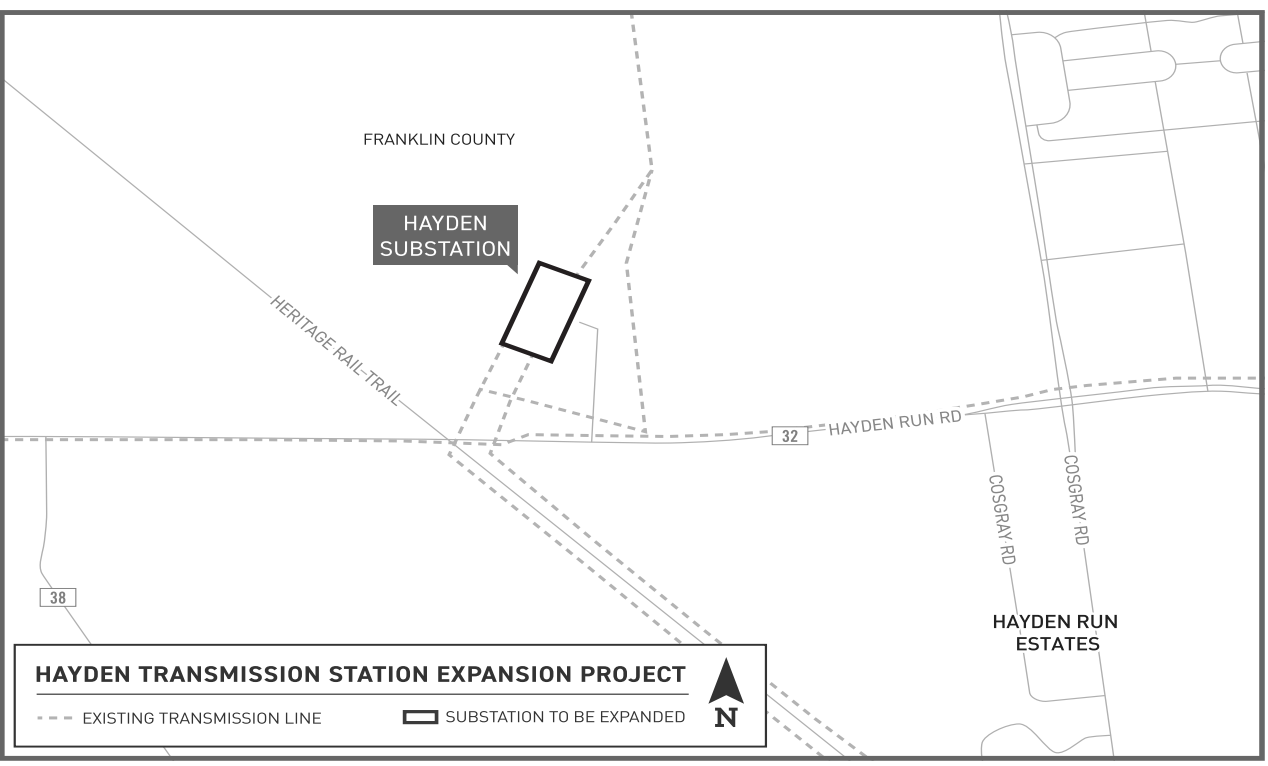 FRANKLIN COUNTY
HAYDEN
SUBSTATION
HERITAGE RAIL-TRAIL
32
HAYDEN RUN RD
COSGRAY RD
COSGRAY RD
38
HAYDEN RUN
ESTATES
HAYDEN TRANSMISSION STATION EXPANSION PROJECT
EXISTING TRANSMISSION LINE
SUBSTATION TO BE EXPANDED
N